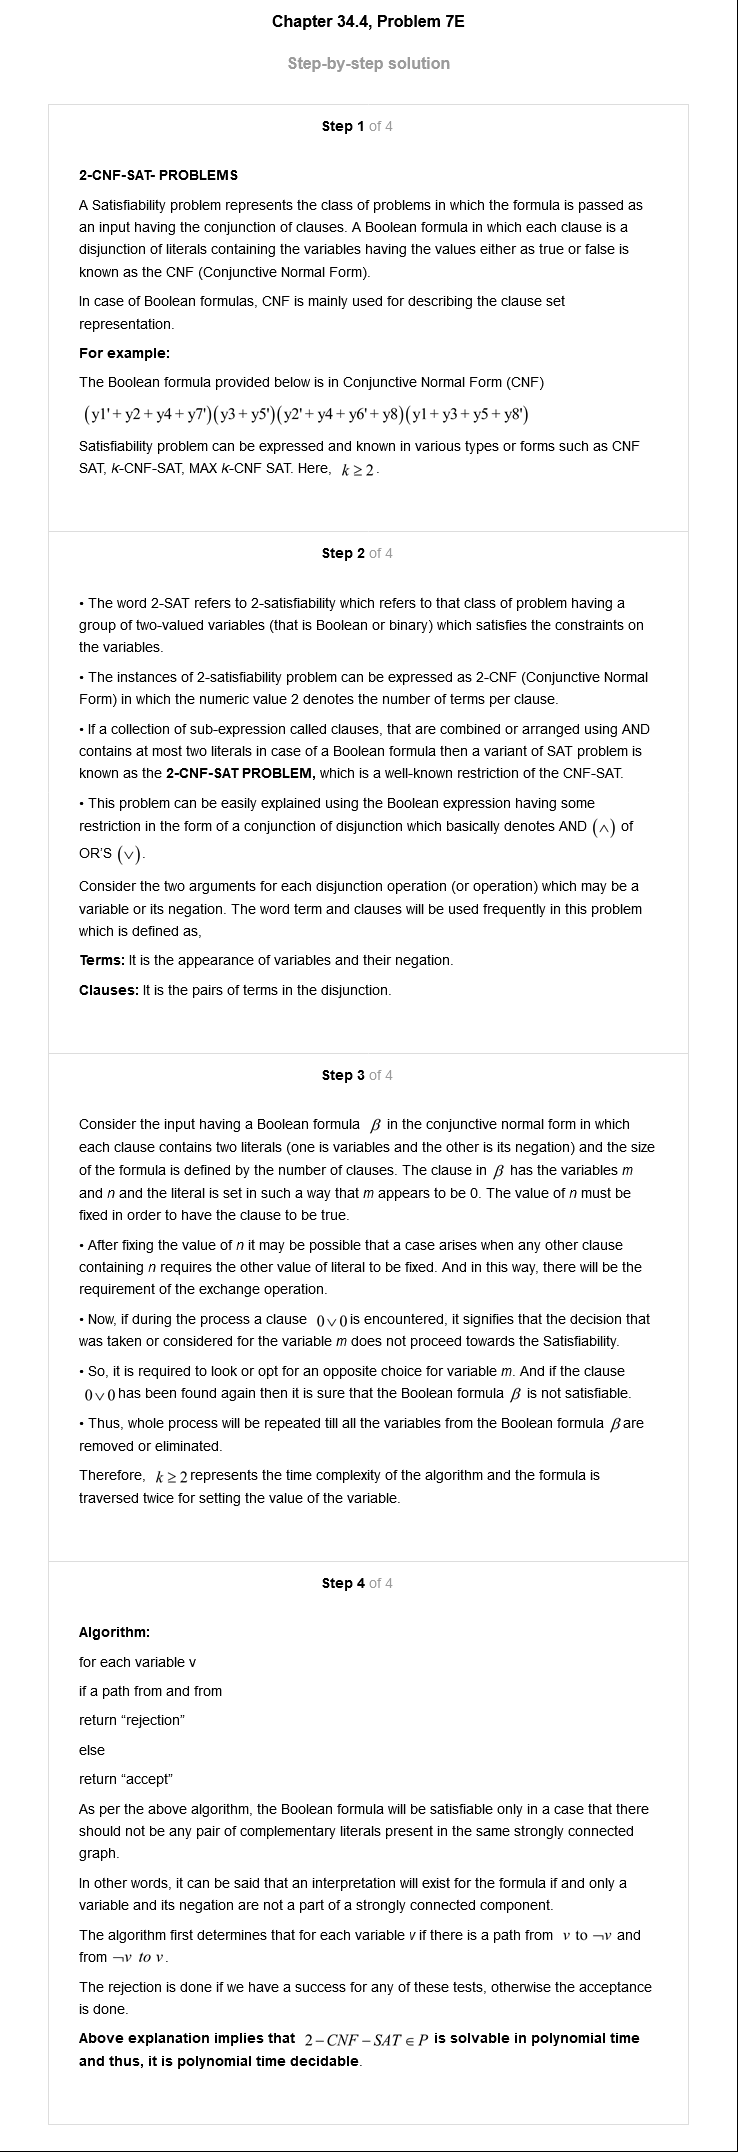 Chapter 34.4, Problem 7E
Step-by-step solution
Step 1 of 4
2-CNF-SAT- PROBLEMS
A Satisfiability problem represents the class of problems in which the formula is passed as
an input having the conjunction of clauses. A Boolean formula in which each clause is a
disjunction of literals containing the variables having the values either as true or false is
known as the CNF (Conjunctive Normal Form).
In case of Boolean formulas, CNF is mainly used for describing the clause set
representation.
For example:
The Boolean formula provided below is in Conjunctive Normal Form (CNF)
(y1'+ y2 + y4 + y7')(y3 + y5')(y2'+ y4 + y6'+ y8)(y1 + y3 + y5 + y8')
Satisfiability problem can be expressed and known in various types or forms such as CNF
SAT, K-CNF-SAT, MAX K-CNF SAT. Here, k ≥ 2 .
Step 2 of 4
• The word 2-SAT refers to 2-satisfiability which refers to that class of problem having a
group of two-valued variables (that is Boolean or binary) which satisfies the constraints on
the variables.
• The instances of 2-satisfiability problem can be expressed as 2-CNF (Conjunctive Normal
Form) in which the numeric value 2 denotes the number of terms per clause.
• If a collection of sub-expression called clauses, that are combined or arranged using AND
contains at most two literals in case of a Boolean formula then a variant of SAT problem is
known as the 2-CNF-SAT PROBLEM, which is a well-known restriction of the CNF-SAT.
• This problem can be easily explained using the Boolean expression having some
restriction in the form of a conjunction of disjunction which basically denotes AND (∧) of
OR'S (∨).
Consider the two arguments for each disjunction operation (or operation) which may be a
variable or its negation. The word term and clauses will be used frequently in this problem
which is defined as,
Terms: It is the appearance of variables and their negation.
Clauses: It is the pairs of terms in the disjunction.
Step 3 of 4
Consider the input having a Boolean formula β in the conjunctive normal form in which
each clause contains two literals (one is variables and the other is its negation) and the size
of the formula is defined by the number of clauses. The clause in β has the variables m
and n and the literal is set in such a way that m appears to be 0. The value of n must be
fixed in order to have the clause to be true.
• After fixing the value of n it may be possible that a case arises when any other clause
containing n requires the other value of literal to be fixed. And in this way, there will be the
requirement of the exchange operation.
• Now, if during the process a clause 0∨0 is encountered, it signifies that the decision that
was taken or considered for the variable m does not proceed towards the Satisfiability.
• So, it is required to look or opt for an opposite choice for variable m. And if the clause
0∨0 has been found again then it is sure that the Boolean formula β is not satisfiable.
• Thus, whole process will be repeated till all the variables from the Boolean formula β are
removed or eliminated.
Therefore, k ≥ 2 represents the time complexity of the algorithm and the formula is
traversed twice for setting the value of the variable.
Step 4 of 4
Algorithm:
for each variable v
if a path from and from
return “rejection”
else
return “accept”
As per the above algorithm, the Boolean formula will be satisfiable only in a case that there
should not be any pair of complementary literals present in the same strongly connected
graph.
In other words, it can be said that an interpretation will exist for the formula if and only a
variable and its negation are not a part of a strongly connected component.
The algorithm first determines that for each variable v if there is a path from v to ¬v and
from ¬v to v.
The rejection is done if we have a success for any of these tests, otherwise the acceptance
is done.
Above explanation implies that 2 – CNF – SAT ∈ P is solvable in polynomial time
and thus, it is polynomial time decidable.